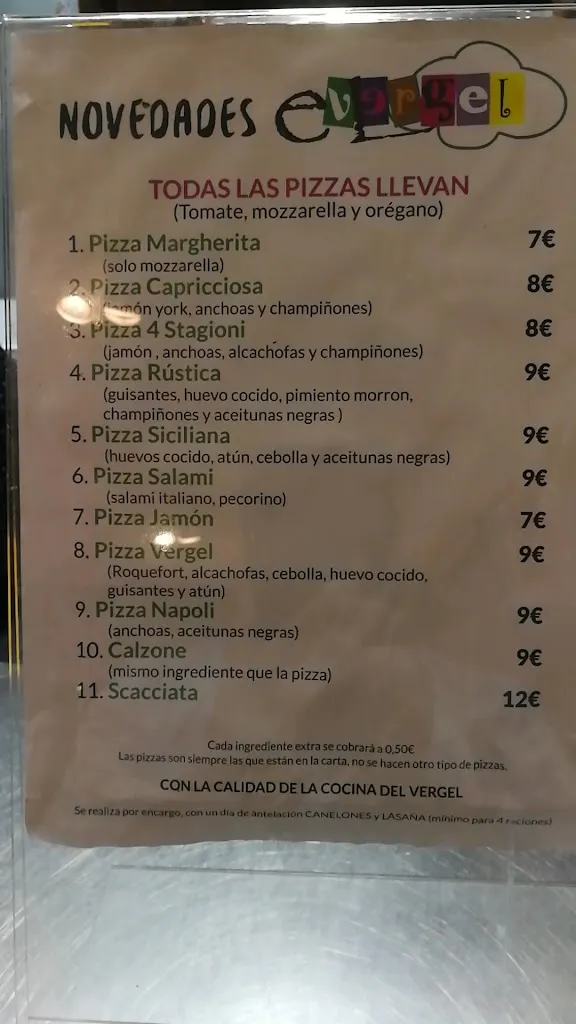 NOVEDADES evergel
TODAS LAS PIZZAS LLEVAN
(Tomate, mozzarella y orégano)
1. Pizza Margherita 7€
(solo mozzarella)
2. Pizza Capricciosa 8€
(jamón york, anchoas y champiñones)
3. Pizza 4 Stagioni 8€
(jamón , anchoas, alcachofas y champiñones)
4. Pizza Rústica 9€
(guisantes, huevo cocido, pimiento morron,
champiñones y aceitunas negras )
5. Pizza Siciliana 9€
(huevos cocido, atún, cebolla y aceitunas negras)
6. Pizza Salami 9€
(salami italiano, pecorino)
7. Pizza Jamón 7€
8. Pizza Vergel 9€
(Roquefort, alcachofas, cebolla, huevo cocido,
guisantes y atún)
9. Pizza Napoli 9€
(anchoas, aceitunas negras)
10. Calzone 9€
(mismo ingrediente que la pizza)
11. Scacciata 12€
Cada ingrediente extra se cobrará a 0,50€
Las pizzas son siempre las que están en la carta, no se hacen otro tipo de pizzas.
CON LA CALIDAD DE LA COCINA DEL VERGEL
Se realiza por encargo, con un día de antelación CANELONES y LASAÑA (mínimo para 4 raciones)